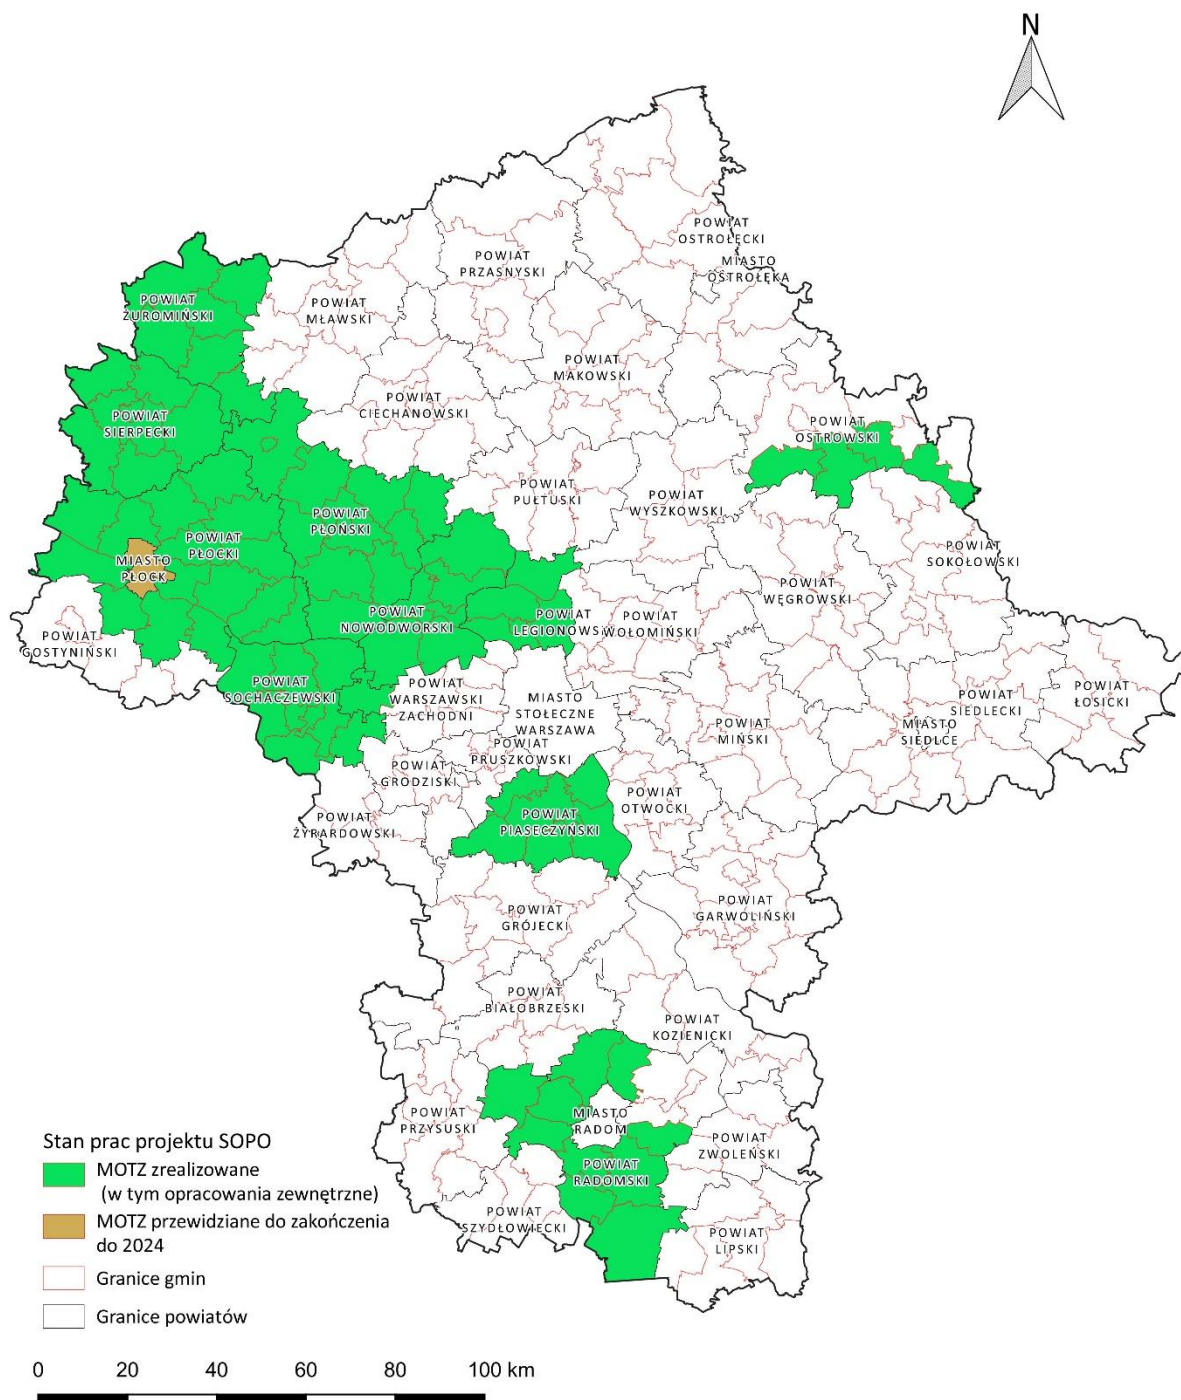 N
POWIAT
OSTROŁĘCKI
MIASTO
OSTROŁĘKA
POWIAT
PRZASNYSKI
POWIAT
ŻUROMIŃSKI
POWIAT
MŁAWSKI
POWIAT
MAKOWSKI
POWIAT
CIECHANOWSKI
POWIAT
SIERPECKI
POWIAT
OSTROWSKI
POWIAT
PUŁTUSKI
POWIAT
WYSZKOWSKI
POWIAT
PŁOŃSKI
POWIAT
PŁOCKI
MIASTO
PŁOCK
POWIAT
SOKOŁOWSKI
POWIAT
WĘGROWSKI
POWIAT
NOWODWORSKI
POWIAT
LEGIONOWS
POWIAT
WOŁOMIŃSKI
POWIAT
GOSTYNIŃSKI
POWIAT
SOCHACZEWSKI
POWIAT
WARSZAWSKI
ZACHODNI
MIASTO
STOŁECZNE
WARSZAWA
POWIAT
MIŃSKI
MIASTO
SIEDLCE
POWIAT
SIEDLECKI
POWIAT
ŁOSICKI
POWIAT
PRUSZKOWSKI
POWIAT
GRODZISKI
POWIAT
OTWOCKI
POWIAT
ŻYRARDOWSKI
POWIAT
PIASECZYŃSKI
POWIAT
GRÓJECKI
POWIAT
GARWOLIŃSKI
POWIAT
BIAŁOBRZESKI
POWIAT
KOZIENICKI
POWIAT
PRZYSUSKI
MIASTO
RADOM
POWIAT
ZWOLEŃSKI
POWIAT
RADOMSKI
POWIAT
SZYDŁOWIECKI
POWIAT
LIPSKI
Stan prac projektu SOPO
MOTZ zrealizowane
(w tym opracowania zewnętrzne)
MOTZ przewidziane do zakończenia
do 2024
Granice gmin
Granice powiatów
0 20 40 60 80 100 km